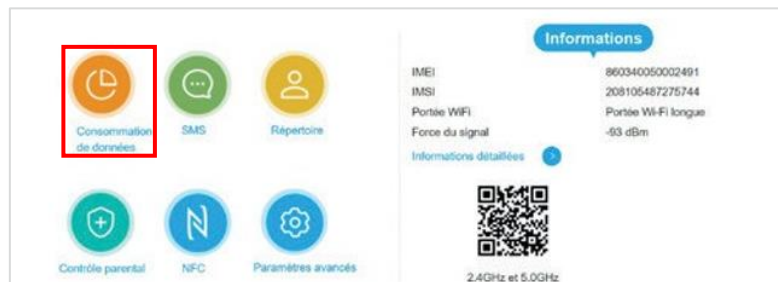 Informations
IMEI 860340050002491
IMSI 208105487275744
Portée WiFi Portée Wi-Fi longue
Force du signal -93 dBm
Informations détaillées
Consommation
de données
SMS
Répertoire
Contrôle parental
NFC
Paramètres avancés
2.4GHz et 5.0GHz